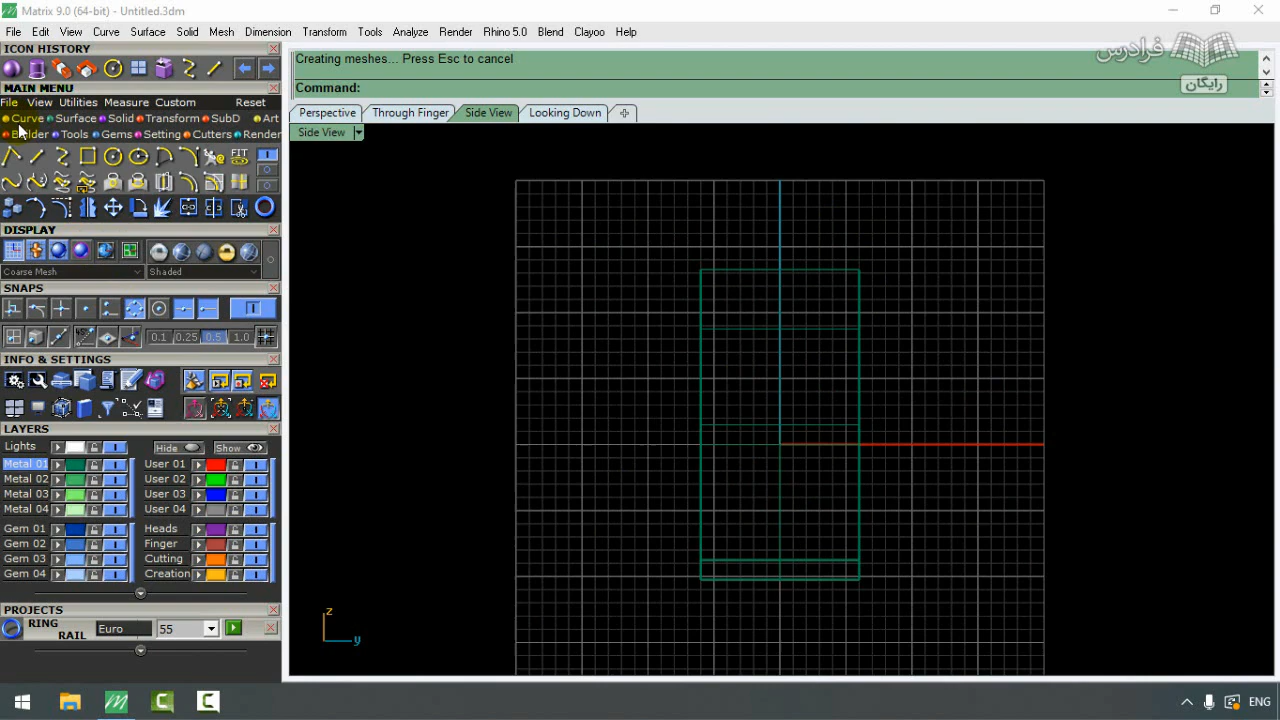 Matrix 9.0 (64-bit) - Untitled.3dm
File Edit View Curve Surface Solid Mesh Dimension Transform Tools Analyze Render Rhino 5.0 Blend Clayoo Help
ICON HISTORY
Creating meshes... Press Esc to cancel
Command:
فرادرس
رایگان
MAIN MENU
File View Utilities Measure Custom Reset
Curve Surface Solid Transform SubD Art
Tools Gems Setting Cutters Render
FIT
Perspective Through Finger Side View Looking Down
Side View
DISPLAY
Coarse Mesh Shaded
SNAPS
0.1 0.25 0.5 1.0
INFO & SETTINGS
LAYERS
Lights Hide Show
Metal 01 User 01
Metal 02 User 02
Metal 03 User 03
Metal 04 User 04
Gem 01 Heads
Gem 02 Finger
Gem 03 Cutting
Gem 04 Creation
PROJECTS
RING RAIL Euro 55
z
y
ENG